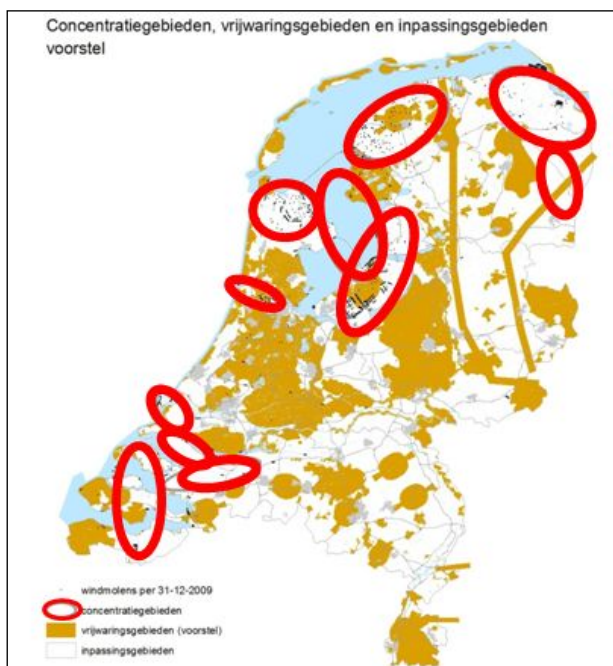 Concentratiegebieden, vrijwaringsgebieden en inpassingsgebieden
voorstel
windmolens per 31-12-2009
concentratiegebieden
vrijwaringsgebieden (voorstel)
inpassingsgebieden